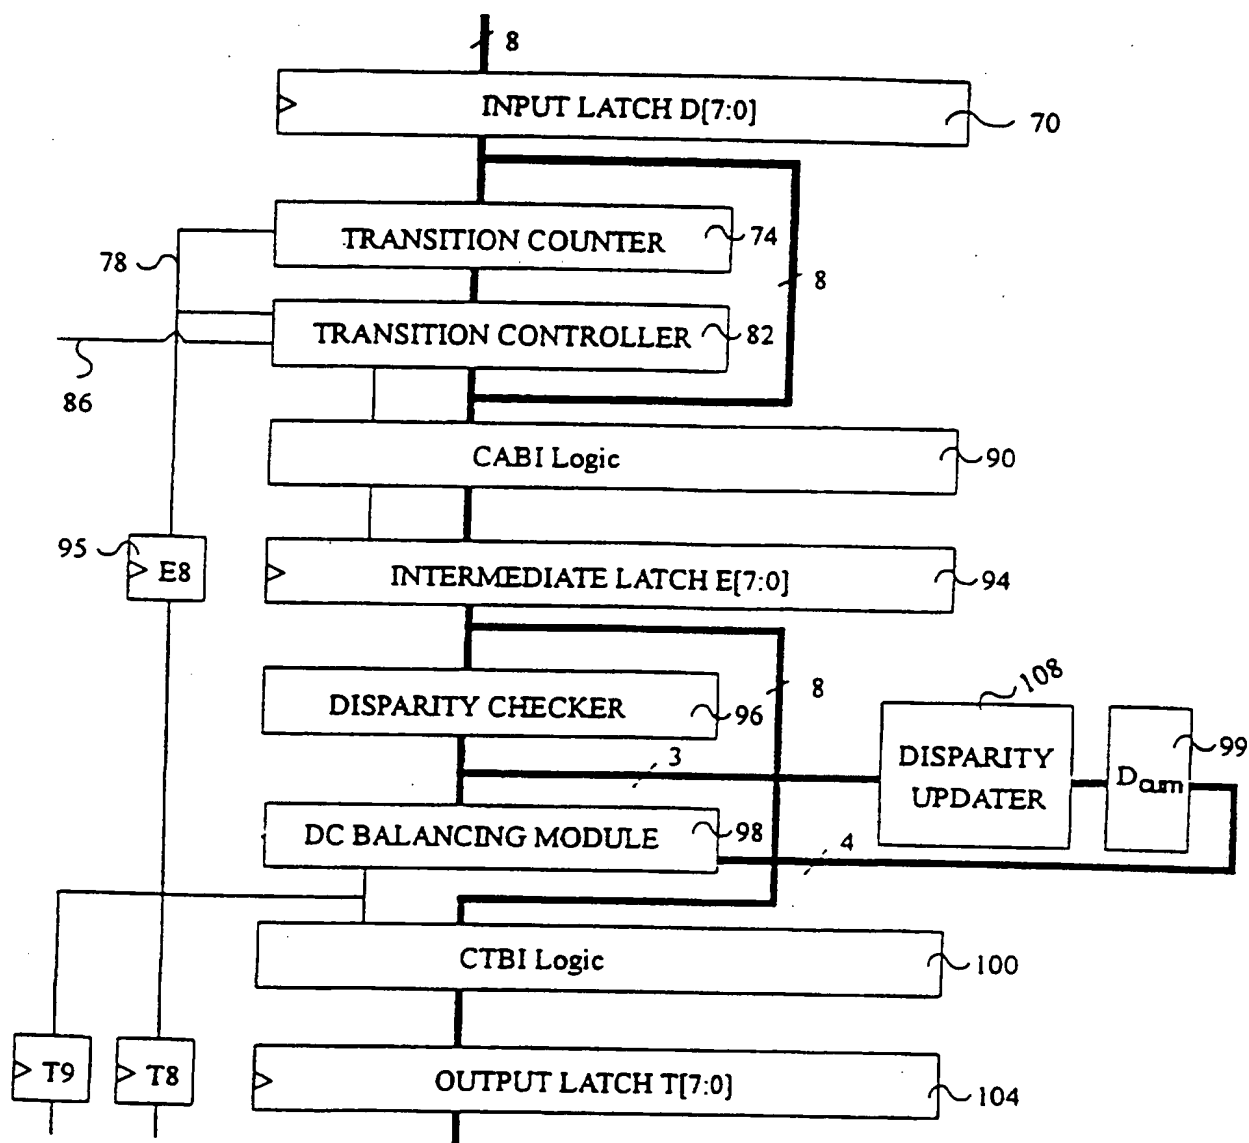 8
INPUT LATCH D[7:0]
70
TRANSITION COUNTER
74
78
8
TRANSITION CONTROLLER
82
86
CABI Logic
90
95
E8
INTERMEDIATE LATCH E[7:0]
94
DISPARITY CHECKER
96
8
108
DISPARITY
UPDATER
Dcum
99
3
DC BALANCING MODULE
98
4
CTBI Logic
100
T9
T8
OUTPUT LATCH T[7:0]
104